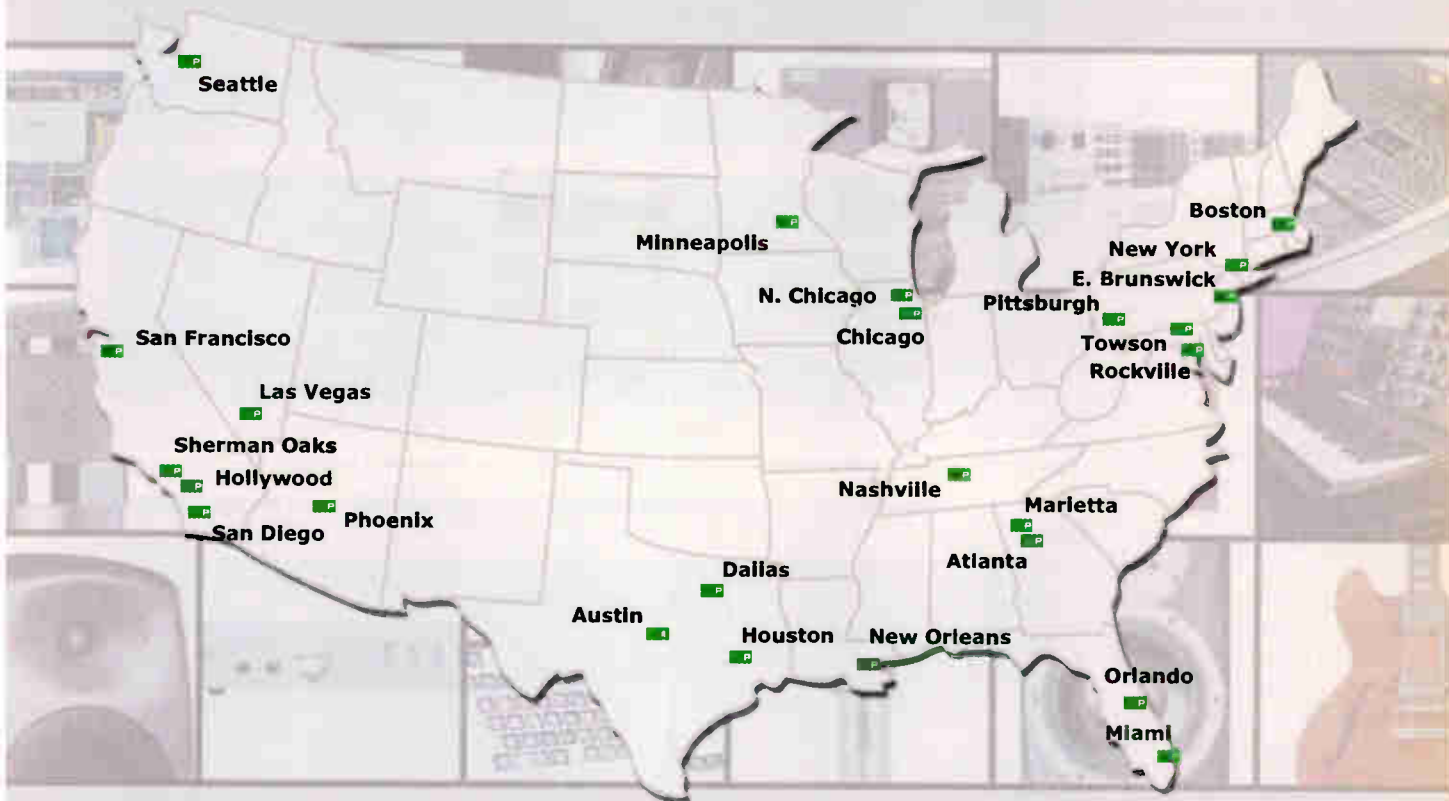 Seattle
Boston
Minneapolis
New York
E. Brunswick
N. Chicago
Pittsburgh
San Francisco
Chicago
Towson
Rockville
Las Vegas
Sherman Oaks
Hollywood
Nashville
Marietta
San Diego
Phoenix
Atlanta
Dallas
Austin
Houston
New Orleans
Orlando
Miami